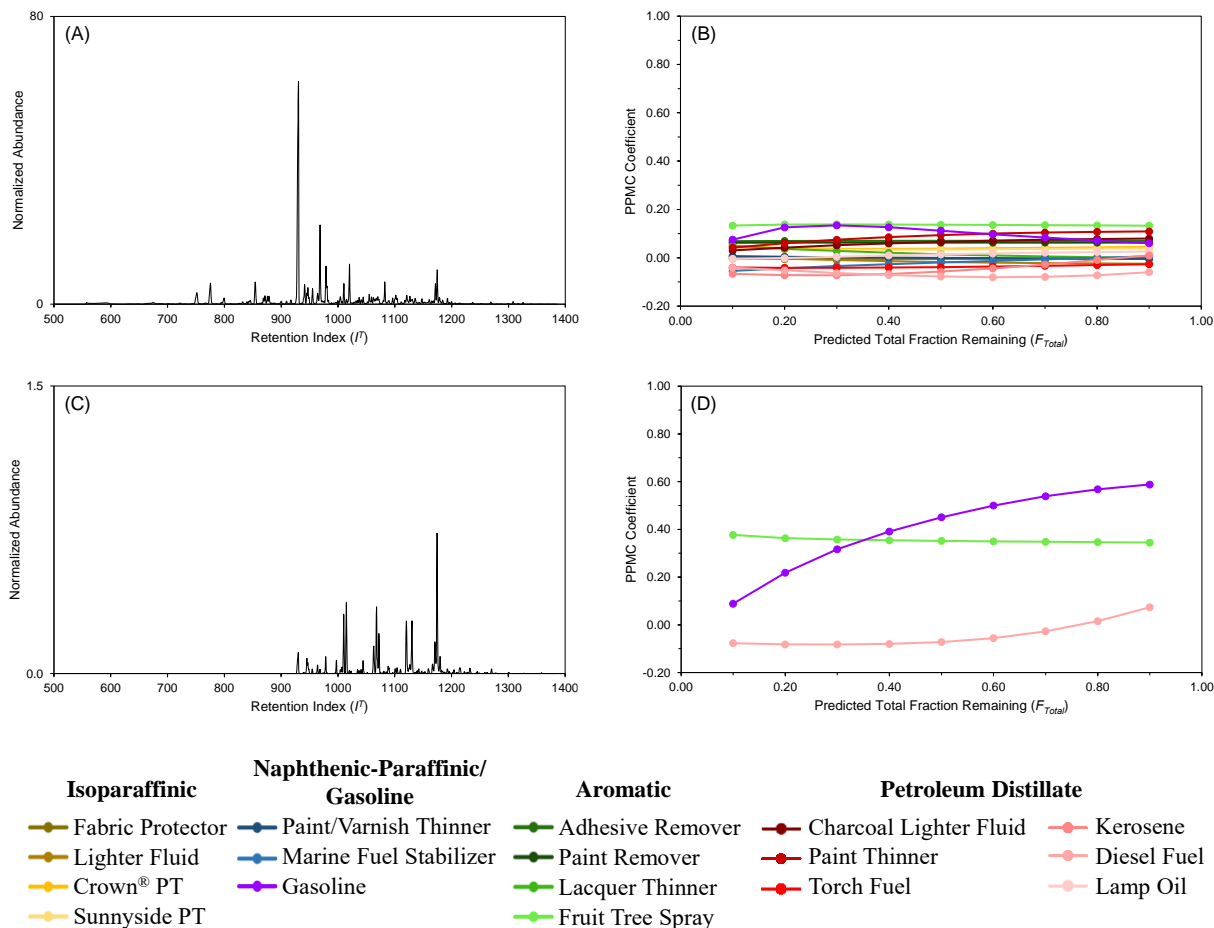 (A)
80
0
Normalized Abundance
500 600 700 800 900 1000 1100 1200 1300 1400
Retention Index (I^T)
(B)
1.00
0.80
0.60
0.40
0.20
0.00
-0.20
PPMC Coefficient
0.00 0.20 0.40 0.60 0.80 1.00
Predicted Total Fraction Remaining (F_Total)
(C)
1.5
0.0
Normalized Abundance
500 600 700 800 900 1000 1100 1200 1300 1400
Retention Index (I^T)
(D)
1.00
0.80
0.60
0.40
0.20
0.00
-0.20
PPMC Coefficient
0.00 0.20 0.40 0.60 0.80 1.00
Predicted Total Fraction Remaining (F_Total)
Isoparaffinic
Fabric Protector
Lighter Fluid
Crown® PT
Sunnyside PT
Naphthenic-Paraffinic/
Gasoline
Paint/Varnish Thinner
Marine Fuel Stabilizer
Gasoline
Aromatic
Adhesive Remover
Paint Remover
Lacquer Thinner
Fruit Tree Spray
Petroleum Distillate
Charcoal Lighter Fluid
Paint Thinner
Torch Fuel
Kerosene
Diesel Fuel
Lamp Oil